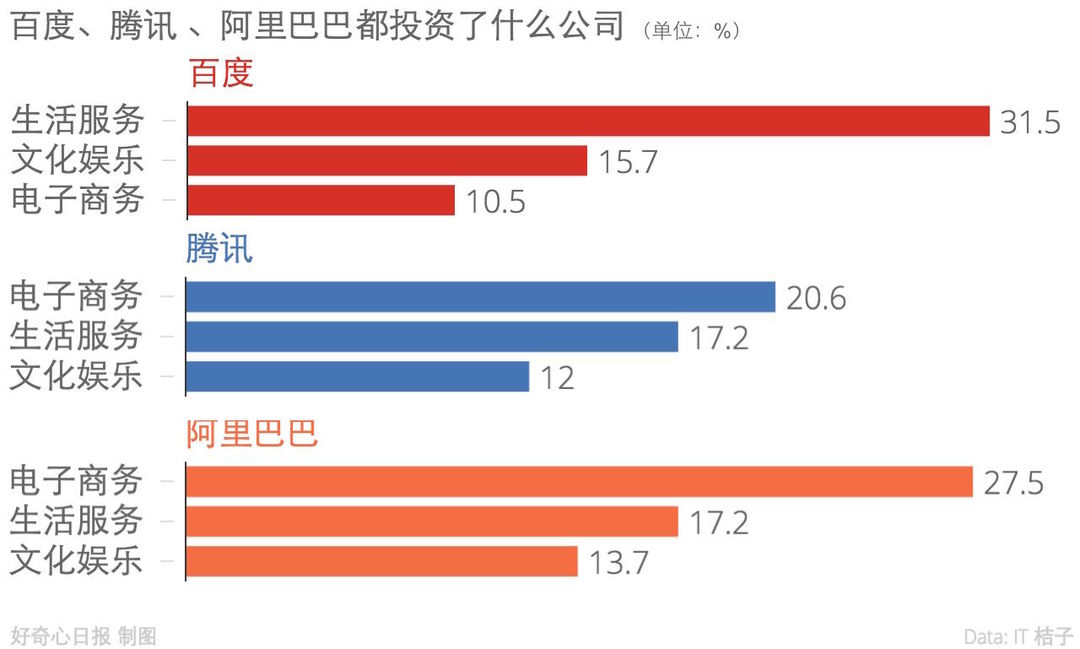 百度、腾讯 、阿里巴巴都投资了什么公司（单位：%）
百度
生活服务 31.5
文化娱乐 15.7
电子商务 10.5
腾讯
电子商务 20.6
生活服务 17.2
文化娱乐 12
阿里巴巴
电子商务 27.5
生活服务 17.2
文化娱乐 13.7
好奇心日报 制图 Data: IT 桔子